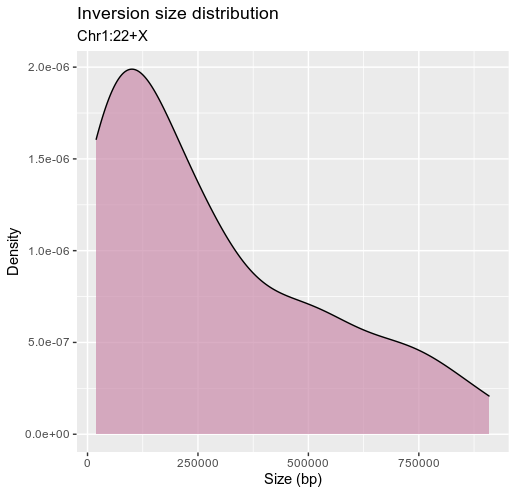 Inversion size distribution
Chr1:22+X
2.0e-06
1.5e-06
1.0e-06
5.0e-07
0.0e+00
Density
0 250000 500000 750000
Size (bp)